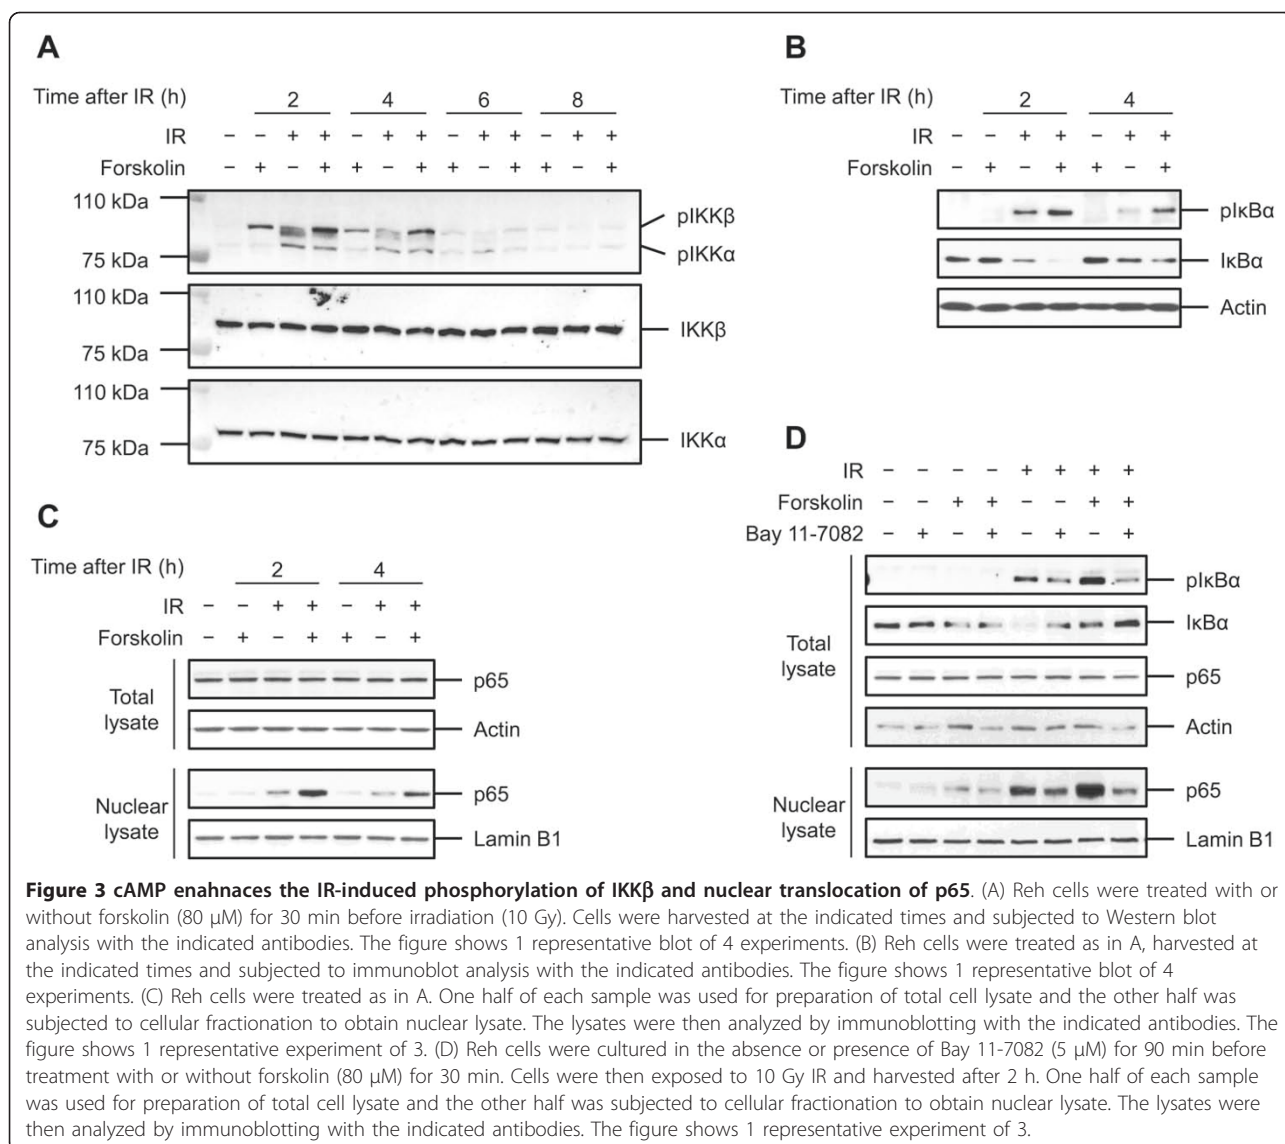 A
Time after IR (h) 2 4 6 8
IR – – + + – + + – + + – + +
Forskolin – + – + + – + + – + + – +
110 kDa
75 kDa
pIKKβ
pIKKα
110 kDa
75 kDa
IKKβ
110 kDa
75 kDa
IKKα
B
Time after IR (h) 2 4
IR – – + + – + +
Forskolin – + – + + – +
pIκBα
IκBα
Actin
C
Time after IR (h) 2 4
IR – – + + – + +
Forskolin – + – + + – +
Total
lysate
p65
Actin
Nuclear
lysate
p65
Lamin B1
D
IR – – – – + + + +
Forskolin – – + + – – + +
Bay 11-7082 – + – + – + – +
Total
lysate
pIκBα
IκBα
p65
Actin
Nuclear
lysate
p65
Lamin B1
Figure 3 cAMP enahnaces the IR-induced phosphorylation of IKKβ and nuclear translocation of p65. (A) Reh cells were treated with or
without forskolin (80 μM) for 30 min before irradiation (10 Gy). Cells were harvested at the indicated times and subjected to Western blot
analysis with the indicated antibodies. The figure shows 1 representative blot of 4 experiments. (B) Reh cells were treated as in A, harvested at
the indicated times and subjected to immunoblot analysis with the indicated antibodies. The figure shows 1 representative blot of 4
experiments. (C) Reh cells were treated as in A. One half of each sample was used for preparation of total cell lysate and the other half was
subjected to cellular fractionation to obtain nuclear lysate. The lysates were then analyzed by immunoblotting with the indicated antibodies. The
figure shows 1 representative experiment of 3. (D) Reh cells were cultured in the absence or presence of Bay 11-7082 (5 μM) for 90 min before
treatment with or without forskolin (80 μM) for 30 min. Cells were then exposed to 10 Gy IR and harvested after 2 h. One half of each sample
was used for preparation of total cell lysate and the other half was subjected to cellular fractionation to obtain nuclear lysate. The lysates were
then analyzed by immunoblotting with the indicated antibodies. The figure shows 1 representative experiment of 3.